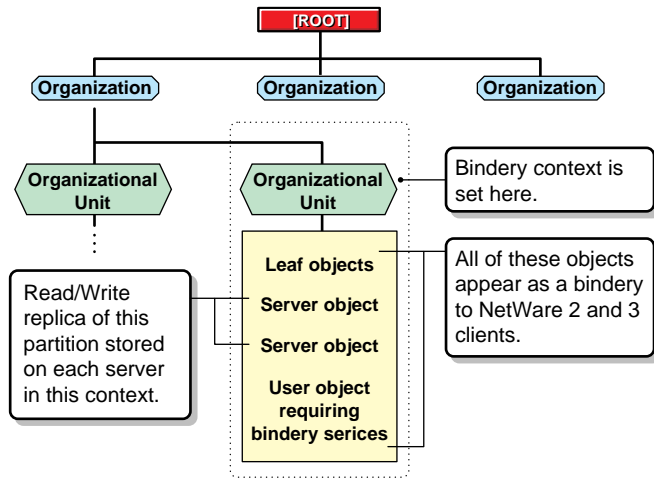 [ROOT]
Organization
Organization
Organization
Organizational
Unit
Organizational
Unit
Bindery context is
set here.
Leaf objects
Server object
Server object
User object
requiring
bindery serices
All of these objects
appear as a bindery
to NetWare 2 and 3
clients.
Read/Write
replica of this
partition stored
on each server
in this context.